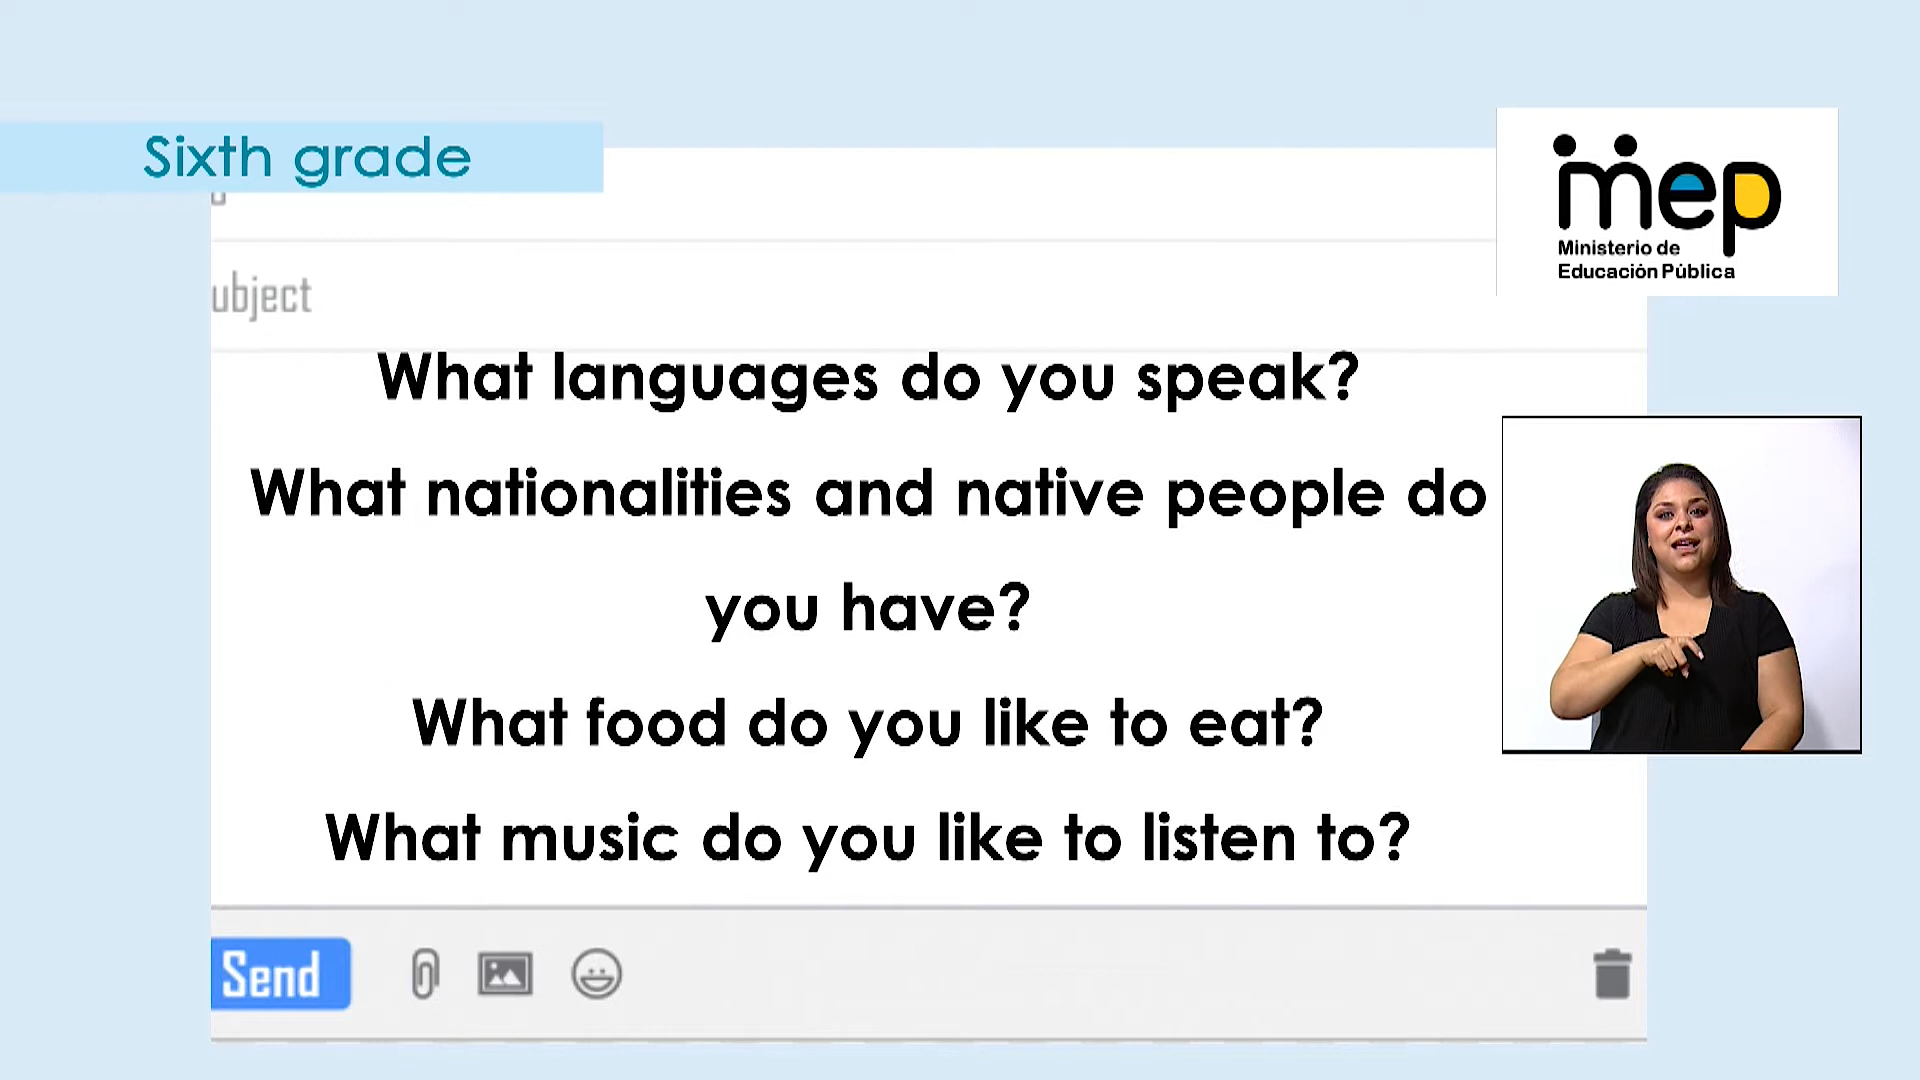 Sixth grade
mep
Ministerio de
Educación Pública
ubject
What languages do you speak?
What nationalities and native people do
you have?
What food do you like to eat?
What music do you like to listen to?
Send